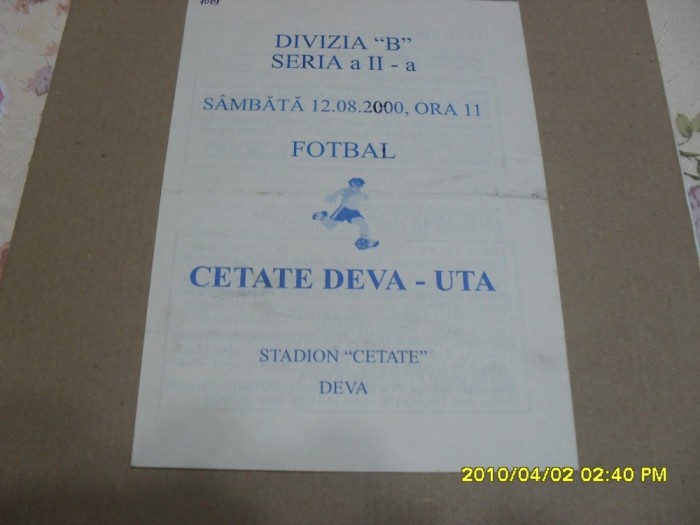 DIVIZIA “B”
SERIA a II - a
SÂMBĂTĂ 12.08.2000, ORA 11
FOTBAL
CETATE DEVA - UTA
STADION “CETATE”
DEVA
2010/04/02 02:40 PM